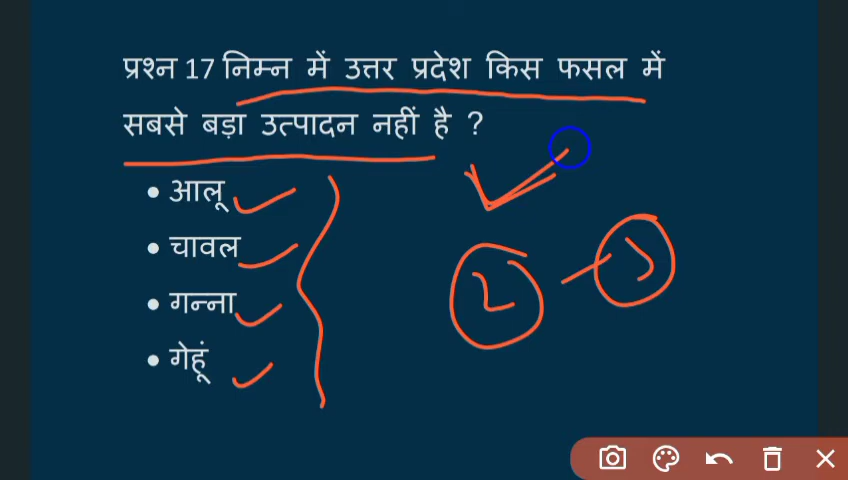 प्रश्न 17 निम्न में उत्तर प्रदेश किस फसल में
सबसे बड़ा उत्पादन नहीं है ?
• आलू
• चावल
• गन्ना
• गेहूं